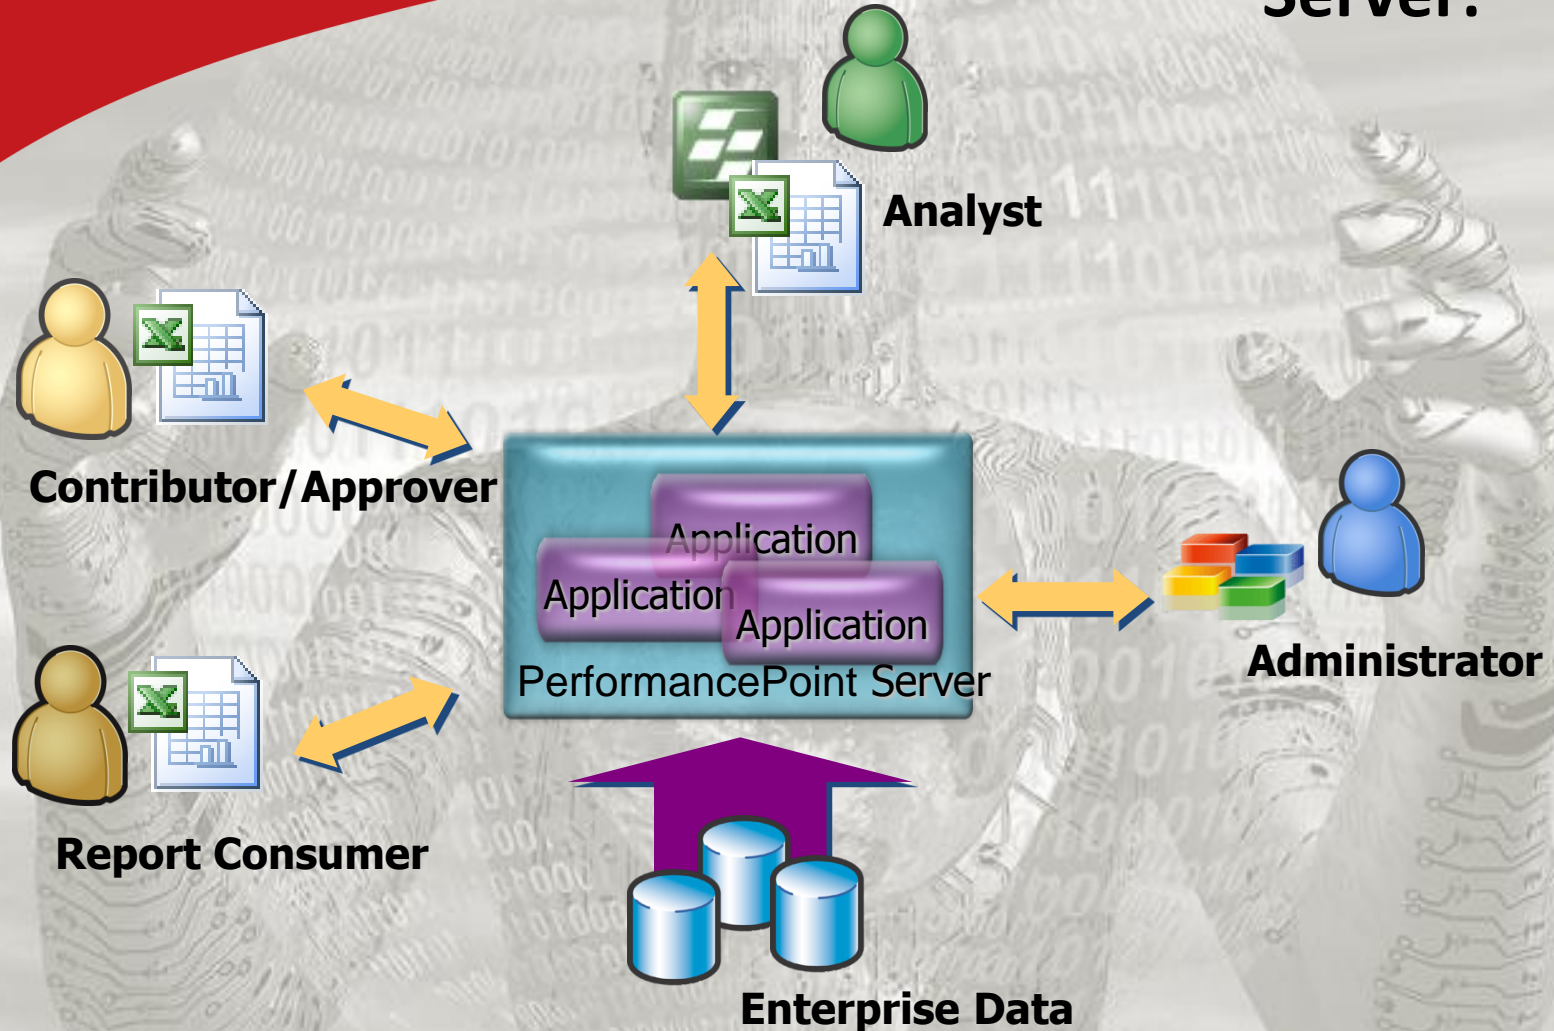 Server:
Analyst
Contributor/Approver
Application
Application
Application
PerformancePoint Server
Administrator
Report Consumer
Enterprise Data